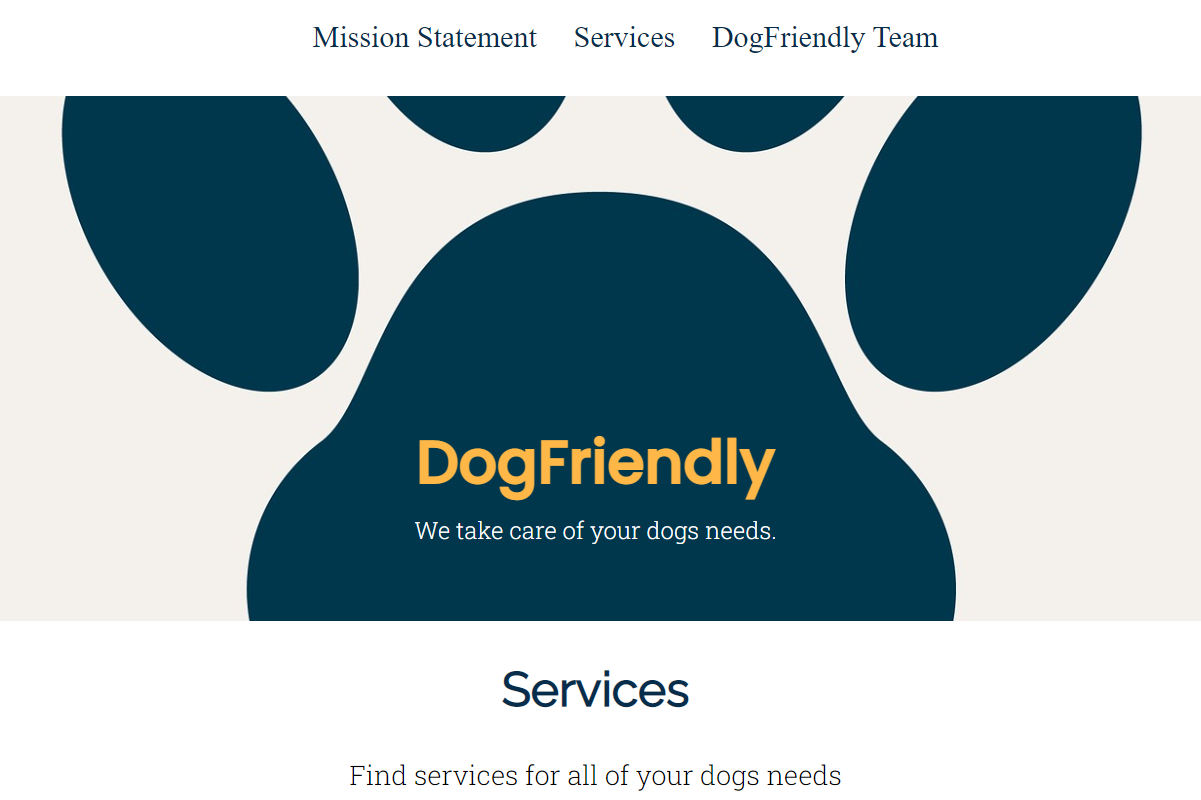 Mission Statement Services DogFriendly Team
DogFriendly
We take care of your dogs needs.
Services
Find services for all of your dogs needs